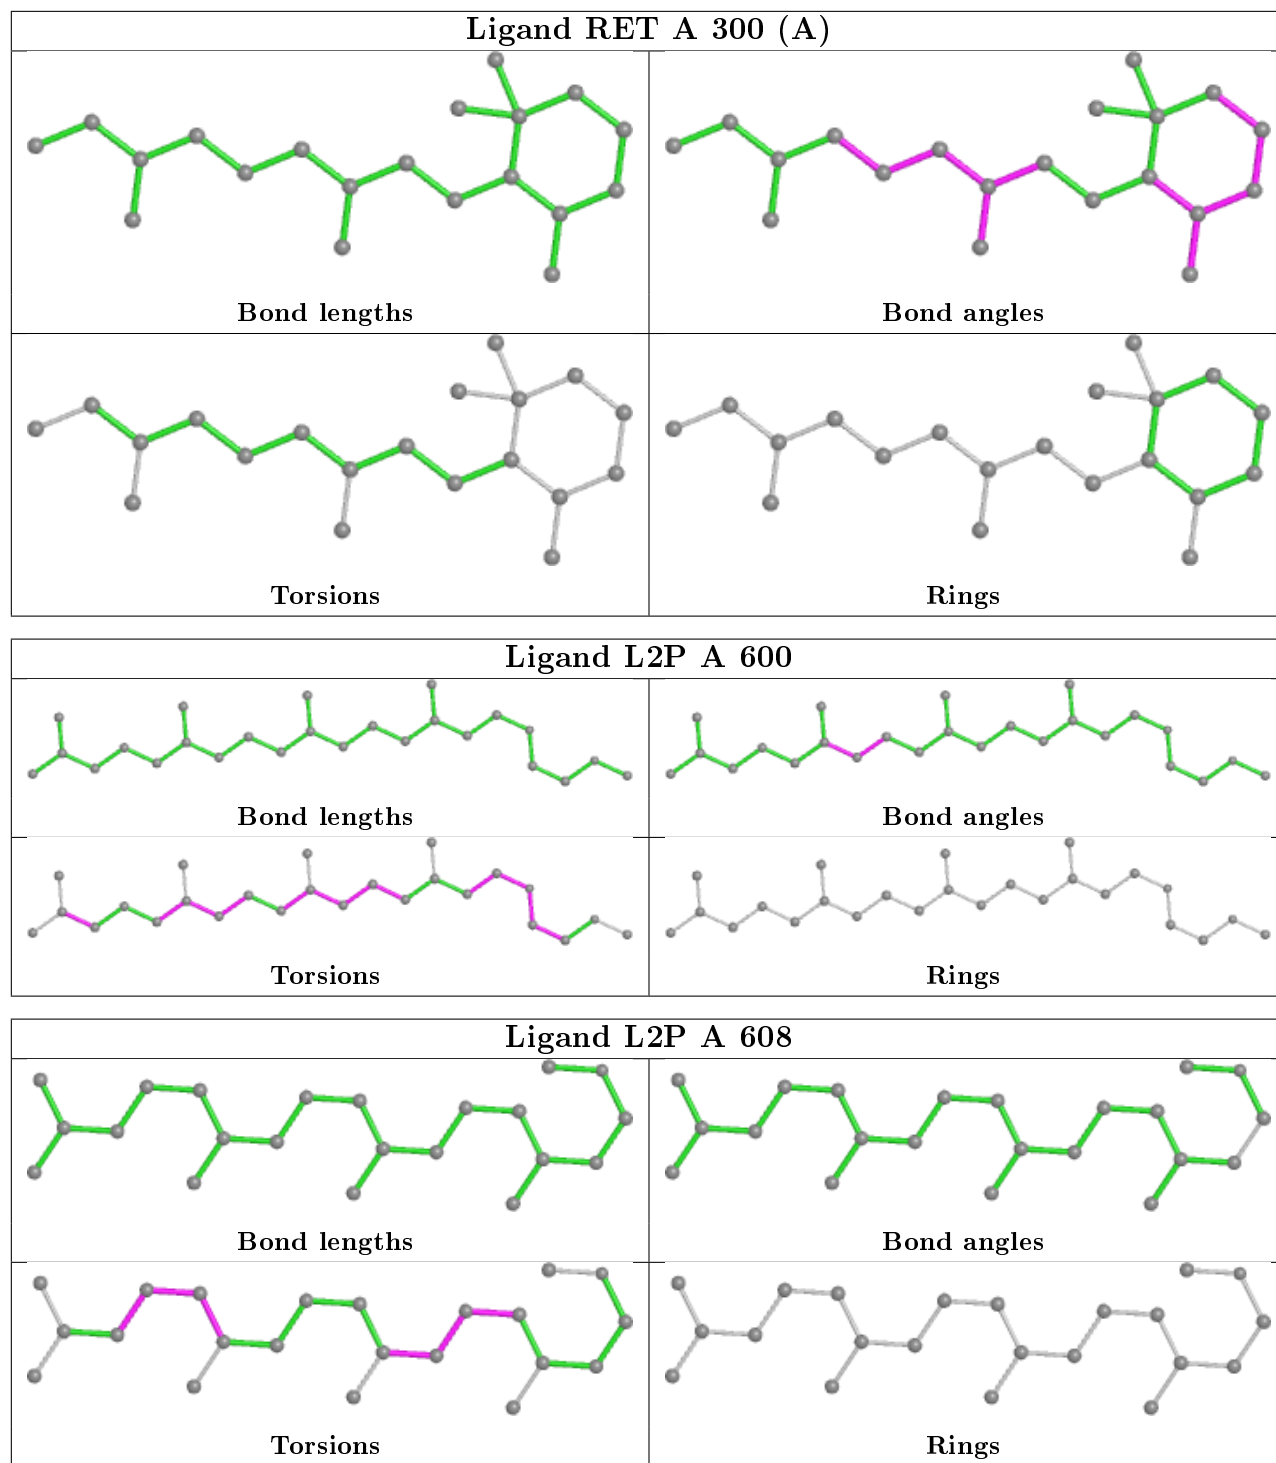 Ligand RET A 300 (A)
Bond lengths
Bond angles
Torsions
Rings
Ligand L2P A 600
Bond lengths
Bond angles
Torsions
Rings
Ligand L2P A 608
Bond lengths
Bond angles
Torsions
Rings